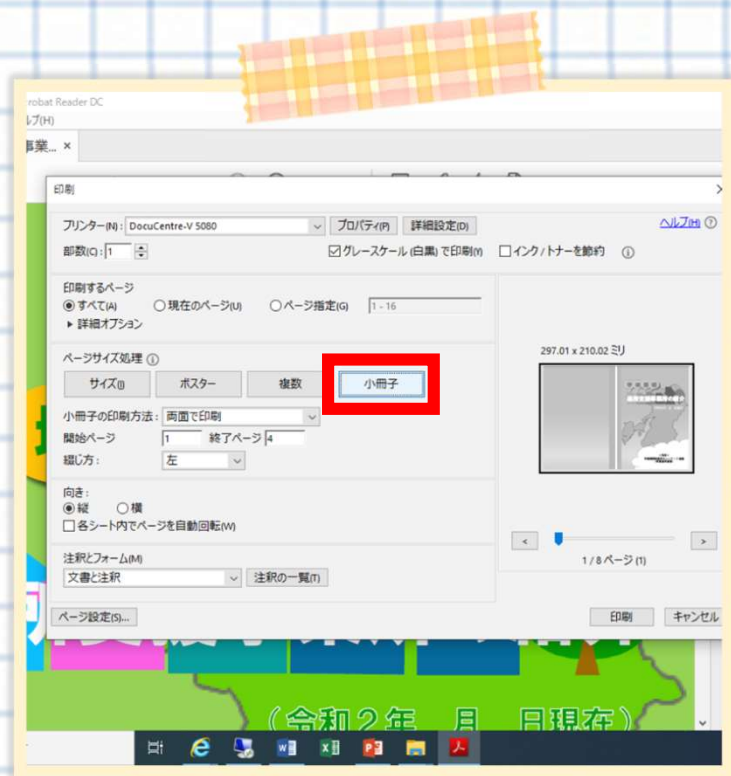 robat Reader DC
ルプ(H)
事業... ×
印刷
プリンター(N): DocuCentre-V 5080 プロパティ(P) 詳細設定(D) ヘルプ(H)
部数(C): 1 グレースケール (白黒) で印刷(Y) インク / トナーを節約
印刷するページ
すべて(A) 現在のページ(U) ページ指定(G) 1 - 16
詳細オプション
ページサイズ処理
サイズ(I) ポスター 複数 小冊子
小冊子の印刷方法: 両面で印刷
開始ページ 1 終了ページ 4
綴じ方: 左
向き:
縦 横
各シート内でページを自動回転(W)
注釈とフォーム(M)
文書と注釈 注釈の一覧(T)
ページ設定(S)...
297.01 x 210.02 ミリ
< >
1 / 8 ページ (1)
印刷 キャンセル
(令和2年 月 日現在)